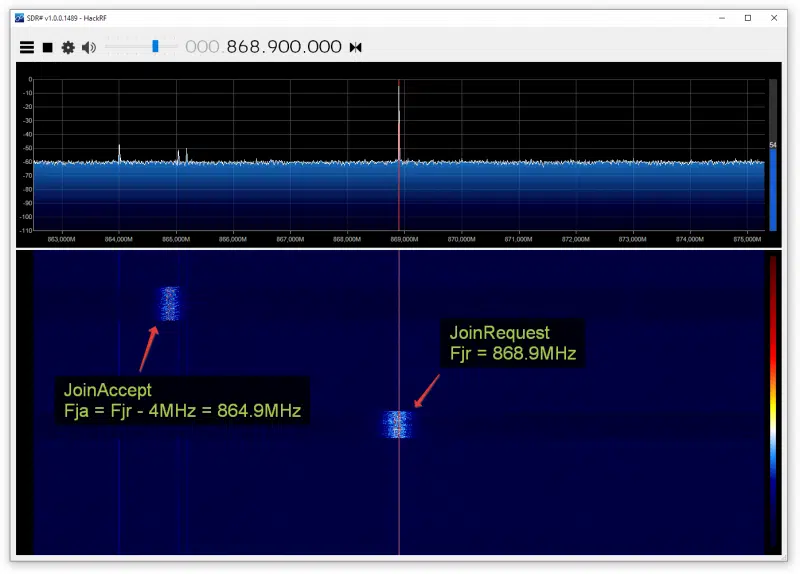 SDR# v1.0.0.1489 - HackRF
000.868.900.000
0
-10
-20
-30
-40
-50
-60
-70
-80
-90
-100
-110
54
863,000M 864,000M 865,000M 866,000M 867,000M 868,000M 869,000M 870,000M 871,000M 872,000M 873,000M 874,000M 875,000M
JoinRequest
Fjr = 868.9MHz
JoinAccept
Fja = Fjr - 4MHz = 864.9MHz